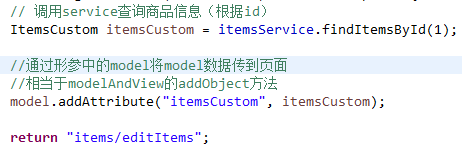 // 调用service查询商品信息（根据id）
ItemsCustom itemsCustom = itemsService.findItemsById(1);
//通过形参中的model将model数据传到页面
//相当于modelAndView的addObject方法
model.addAttribute("itemsCustom", itemsCustom);
return "items/editItems";